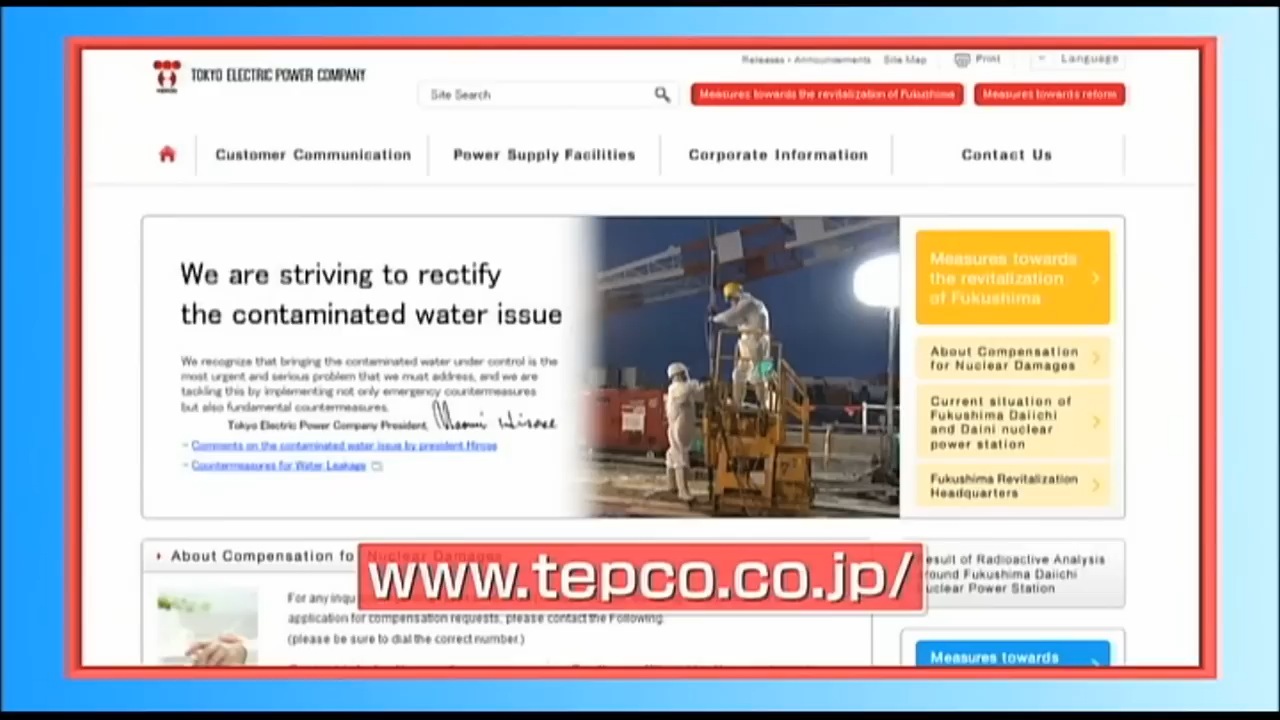 TOKYO ELECTRIC POWER COMPANY
TEPCO
Releases · Announcements Site Map Print Language
Site Search
Measures towards the revitalization of Fukushima
Measures towards reform
Customer Communication
Power Supply Facilities
Corporate Information
Contact Us
We are striving to rectify
the contaminated water issue
We recognize that bringing the contaminated water under control is the
most urgent and serious problem that we must address, and we are
tackling this by implementing not only emergency countermeasures
but also fundamental countermeasures.
Tokyo Electric Power Company President,
Comments on the contaminated water issue by president Hirose
Countermeasures for Water Leakage
Measures towards
the revitalization
of Fukushima
About Compensation
for Nuclear Damages
Current situation of
Fukushima Daiichi
and Daini nuclear
power station
Fukushima Revitalization
Headquarters
About Compensation for Nuclear Damages
For any inqu
application for compensation requests, please contact the Following.
(please be sure to dial the correct number.)
www.tepco.co.jp/
esult of Radioactive Analysis
round Fukushima Daiichi
uclear Power Station
Measures towards